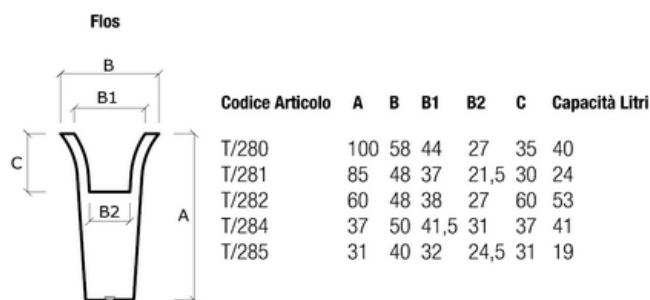 Flos
B
B1
C
B2
A
Codice Articolo A B B1 B2 C Capacità Litri
T/280 100 58 44 27 35 40
T/281 85 48 37 21,5 30 24
T/282 60 48 38 27 60 53
T/284 37 50 41,5 31 37 41
T/285 31 40 32 24,5 31 19